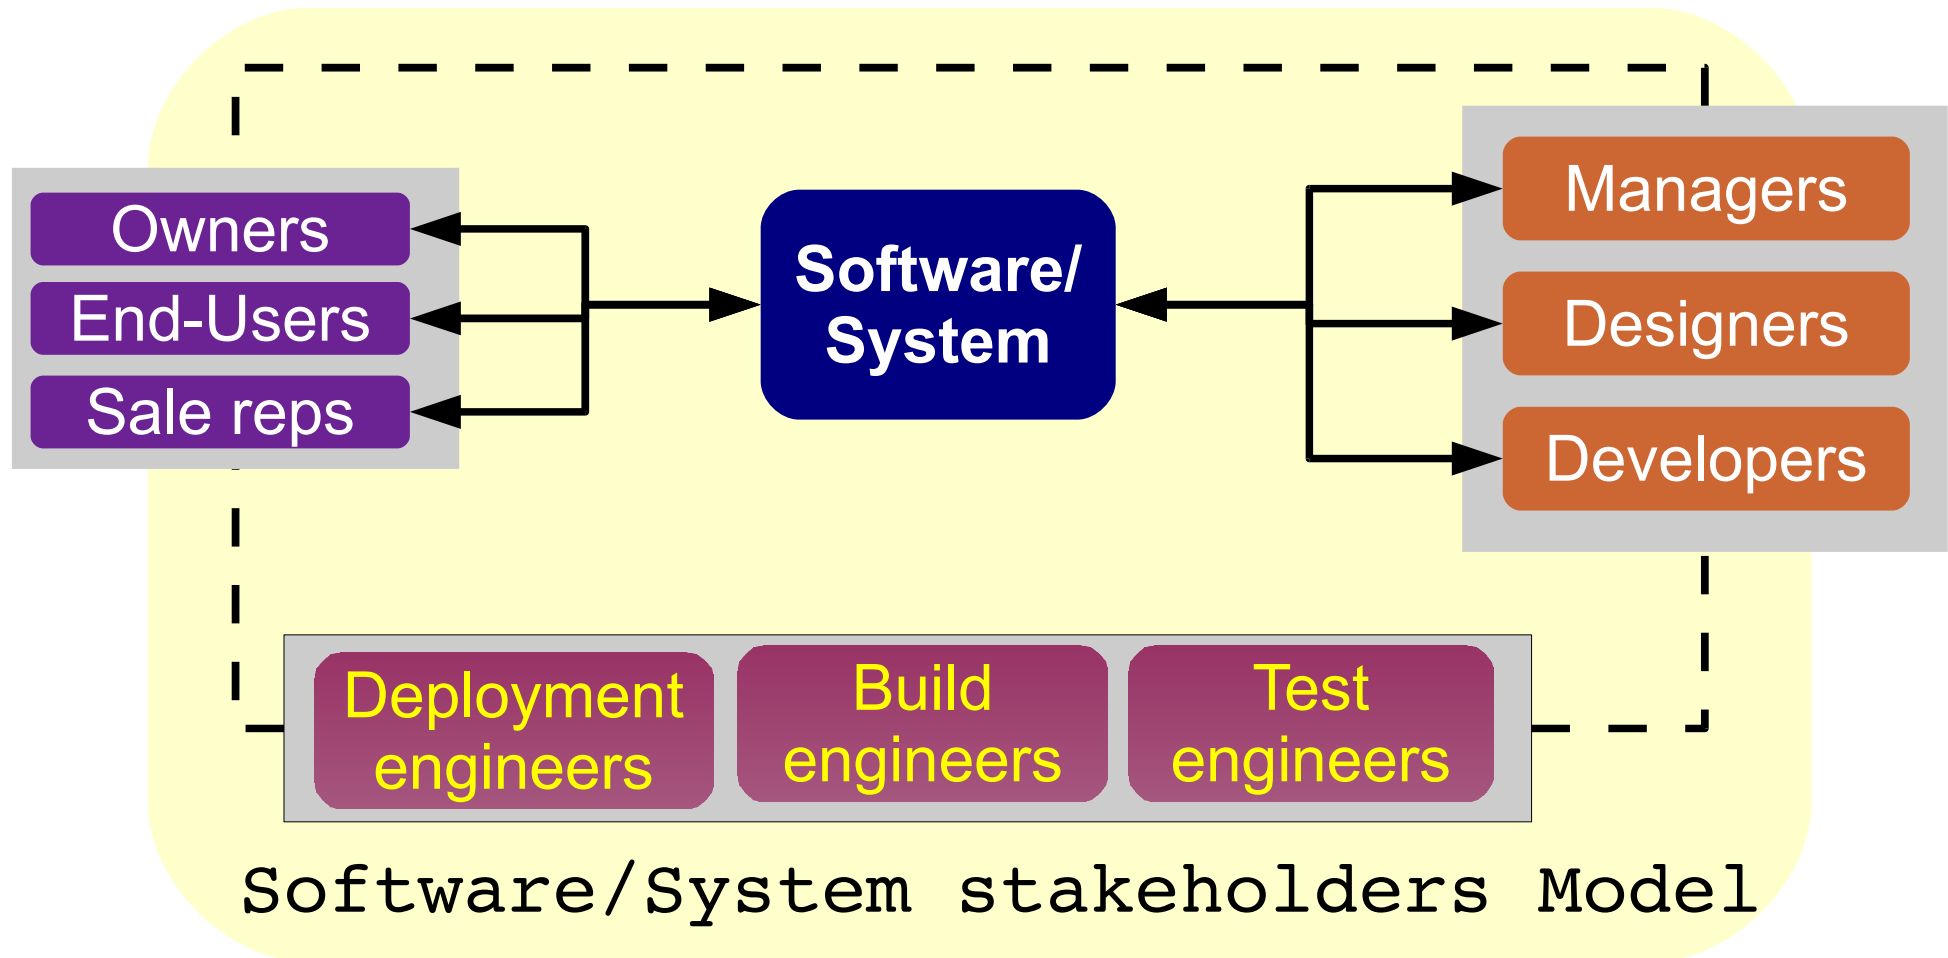 Owners
End-Users
Sale reps
Software/
System
Managers
Designers
Developers
Deployment
engineers
Build
engineers
Test
engineers
Software/System stakeholders Model